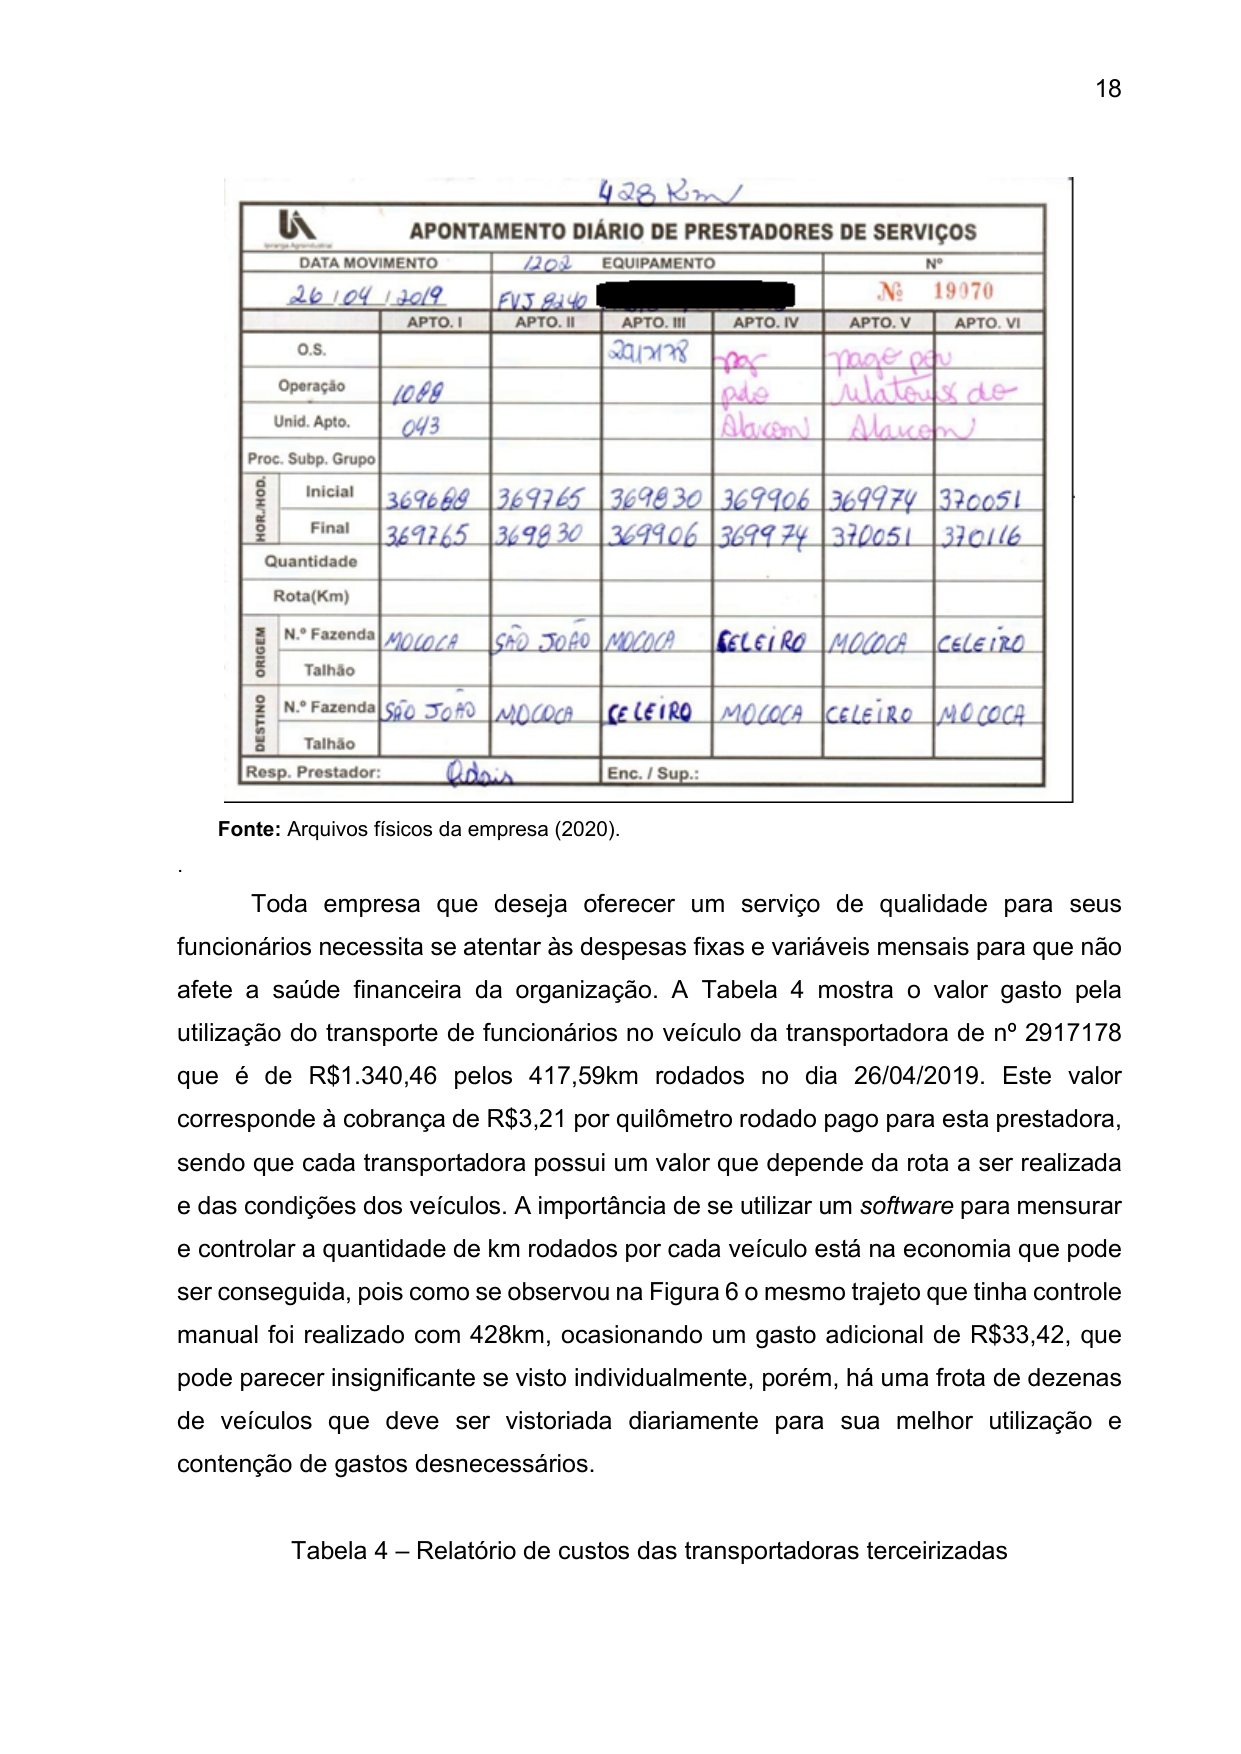 18
428 Km
Ipiranga Agroindustrial
APONTAMENTO DIÁRIO DE PRESTADORES DE SERVIÇOS
DATA MOVIMENTO 1202 EQUIPAMENTO Nº
26/04/2019 FVJ 8240 Nº 19070
APTO. I APTO. II APTO. III APTO. IV APTO. V APTO. VI
O.S. 2917178 pago por
Operação 1088 pelo relatorio do
Unid. Apto. 043 Alarcon Alarcon
Proc. Subp. Grupo
HOR./HOD.
Inicial 369688 369765 369830 369906 369974 370051
Final 369765 369830 369906 369974 370051 370116
Quantidade
Rota(Km)
ORIGEM
N.º Fazenda MOCOCA SÃO JOÃO MOCOCA CELEIRO MOCOCA CELEIRO
Talhão
DESTINO
N.º Fazenda SÃO JOÃO MOCOCA CELEIRO MOCOCA CELEIRO MOCOCA
Talhão
Resp. Prestador: Enc. / Sup.:
Fonte: Arquivos físicos da empresa (2020).
.
Toda empresa que deseja oferecer um serviço de qualidade para seus
funcionários necessita se atentar às despesas fixas e variáveis mensais para que não
afete a saúde financeira da organização. A Tabela 4 mostra o valor gasto pela
utilização do transporte de funcionários no veículo da transportadora de nº 2917178
que é de R$1.340,46 pelos 417,59km rodados no dia 26/04/2019. Este valor
corresponde à cobrança de R$3,21 por quilômetro rodado pago para esta prestadora,
sendo que cada transportadora possui um valor que depende da rota a ser realizada
e das condições dos veículos. A importância de se utilizar um software para mensurar
e controlar a quantidade de km rodados por cada veículo está na economia que pode
ser conseguida, pois como se observou na Figura 6 o mesmo trajeto que tinha controle
manual foi realizado com 428km, ocasionando um gasto adicional de R$33,42, que
pode parecer insignificante se visto individualmente, porém, há uma frota de dezenas
de veículos que deve ser vistoriada diariamente para sua melhor utilização e
contenção de gastos desnecessários.
Tabela 4 – Relatório de custos das transportadoras terceirizadas